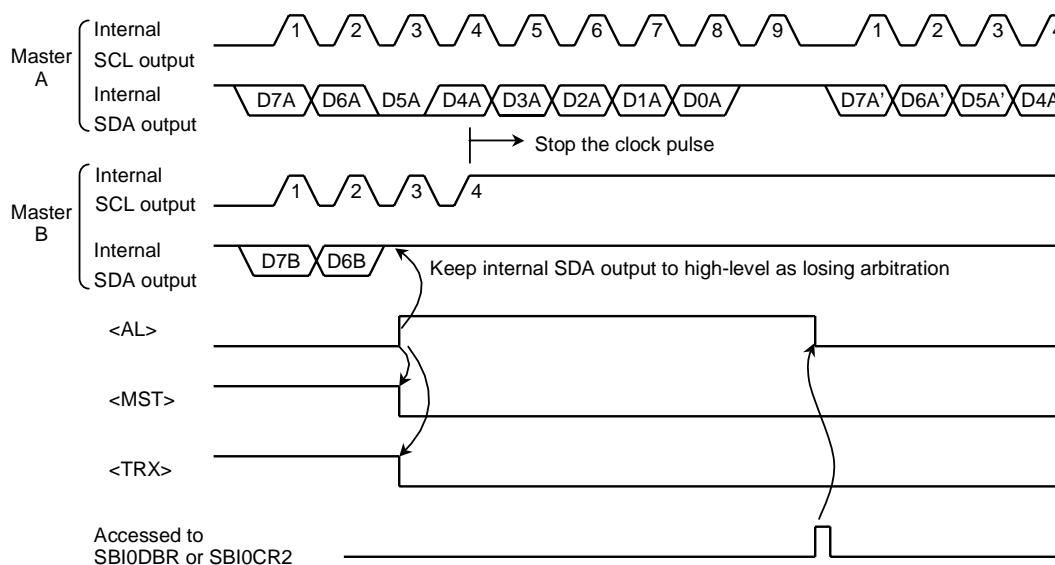 Master A
Internal SCL output
1 2 3 4 5 6 7 8 9 1 2 3 4
Internal SDA output
D7A D6A D5A D4A D3A D2A D1A D0A D7A' D6A' D5A' D4A
Stop the clock pulse
Master B
Internal SCL output
1 2 3 4
Internal SDA output
D7B D6B
Keep internal SDA output to high-level as losing arbitration
<AL>
<MST>
<TRX>
Accessed to
SBI0DBR or SBI0CR2